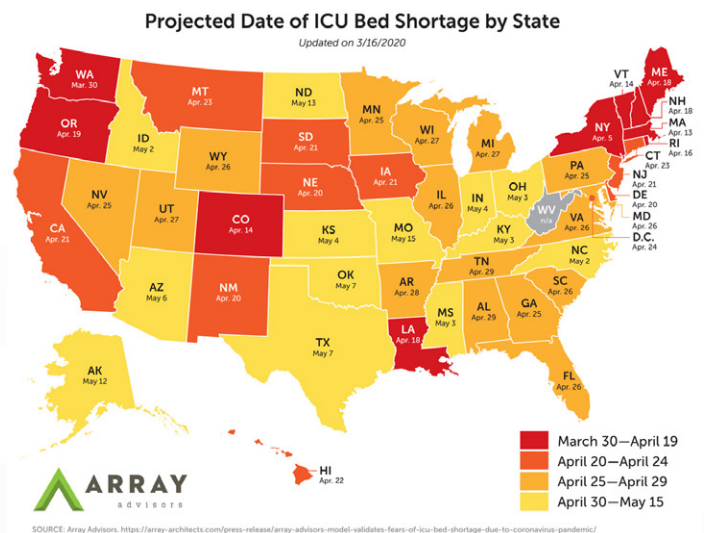 Projected Date of ICU Bed Shortage by State
Updated on 3/16/2020
WA
Mar. 30
OR
Apr. 19
CA
Apr. 21
NV
Apr. 25
ID
May 2
MT
Apr. 23
WY
Apr. 26
UT
Apr. 27
CO
Apr. 14
AZ
May 6
NM
Apr. 20
ND
May 13
SD
Apr. 21
NE
Apr. 20
KS
May 4
OK
May 7
TX
May 7
MN
Apr. 25
IA
Apr. 21
MO
May 15
AR
Apr. 28
LA
Apr. 18
WI
Apr. 27
IL
Apr. 26
MI
Apr. 27
IN
May 4
OH
May 3
KY
May 3
TN
Apr. 29
MS
May 3
AL
Apr. 29
GA
Apr. 25
FL
Apr. 26
SC
Apr. 26
NC
May 2
VA
Apr. 26
WV
n/a
PA
Apr. 25
NY
Apr. 5
VT
Apr. 14
ME
Apr. 18
NH
Apr. 18
MA
Apr. 13
RI
Apr. 16
CT
Apr. 23
NJ
Apr. 21
DE
Apr. 20
MD
Apr. 26
D.C.
Apr. 24
AK
May 12
HI
Apr. 22
March 30—April 19
April 20—April 24
April 25—April 29
April 30—May 15
ARRAY
advisors
SOURCE: Array Advisors. https://array-architects.com/press-release/array-advisors-model-validates-fears-of-icu-bed-shortage-due-to-coronavirus-pandemic/